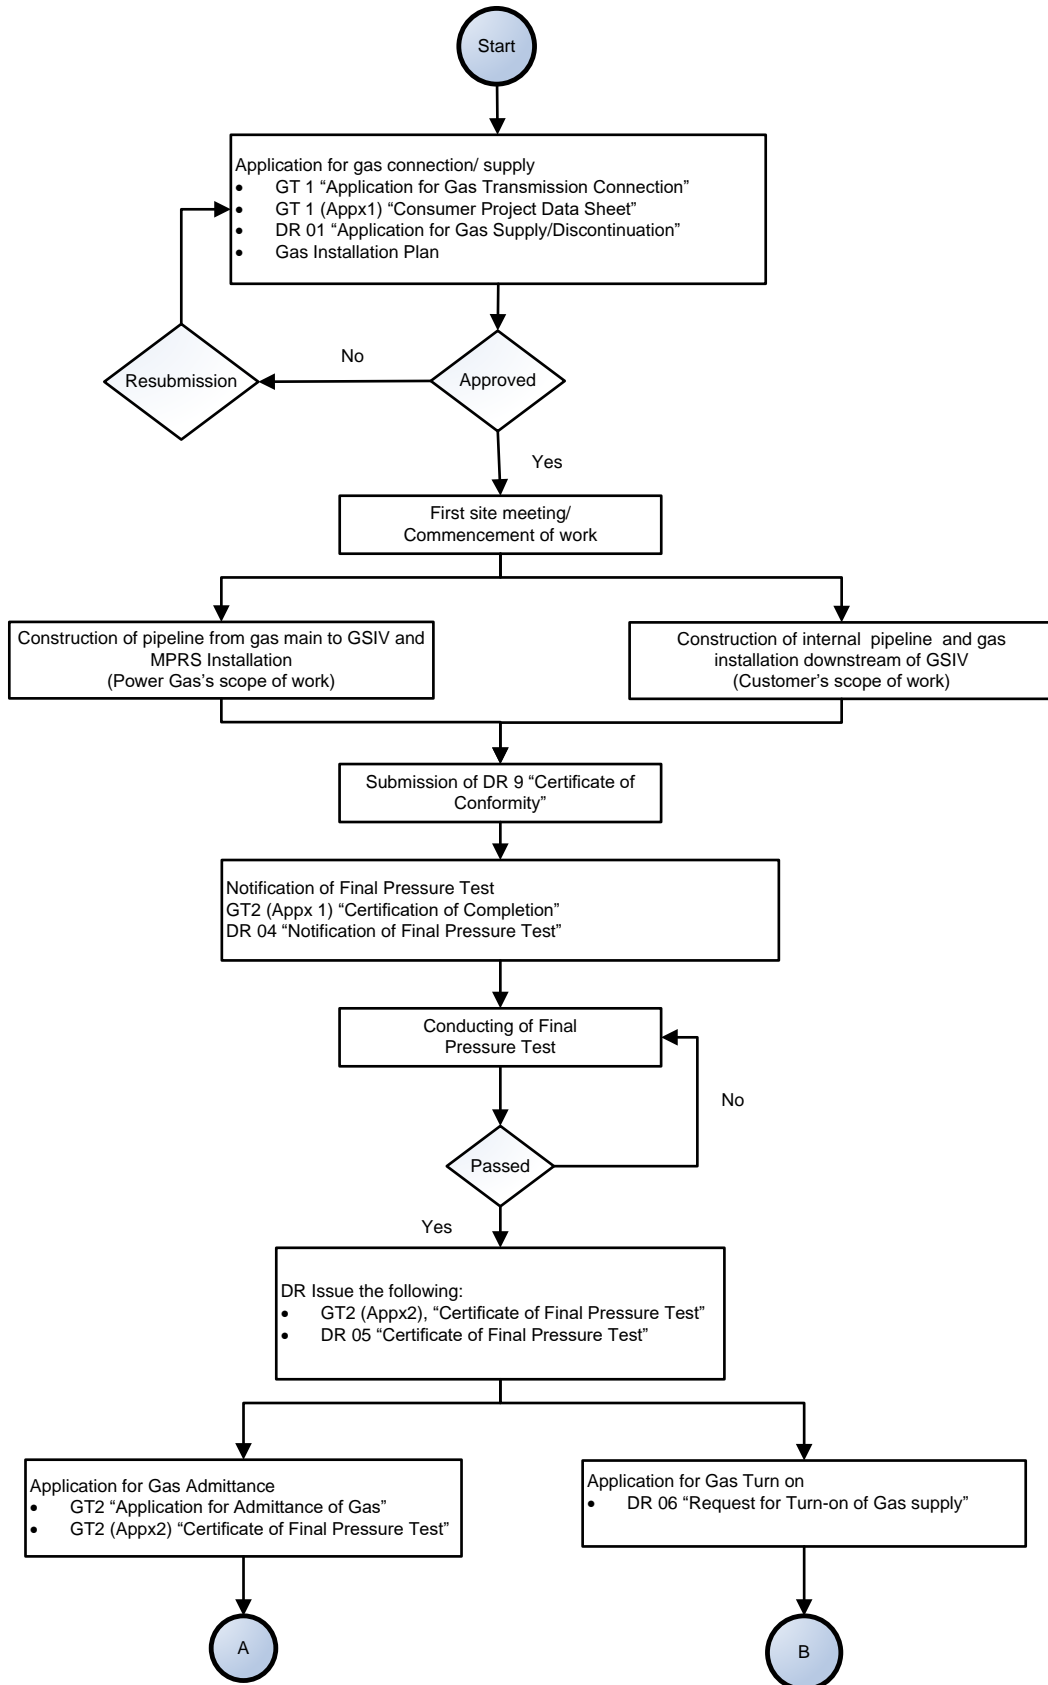 Start
Application for gas connection/ supply
• GT 1 “Application for Gas Transmission Connection”
• GT 1 (Appx1) “Consumer Project Data Sheet”
• DR 01 “Application for Gas Supply/Discontinuation”
• Gas Installation Plan
No
Resubmission
Approved
Yes
First site meeting/
Commencement of work
Construction of pipeline from gas main to GSIV and
MPRS Installation
(Power Gas’s scope of work)
Construction of internal pipeline and gas
installation downstream of GSIV
(Customer’s scope of work)
Submission of DR 9 “Certificate of
Conformity”
Notification of Final Pressure Test
GT2 (Appx 1) “Certification of Completion”
DR 04 “Notification of Final Pressure Test”
Conducting of Final
Pressure Test
No
Passed
Yes
DR Issue the following:
• GT2 (Appx2), “Certificate of Final Pressure Test”
• DR 05 “Certificate of Final Pressure Test”
Application for Gas Admittance
• GT2 “Application for Admittance of Gas”
• GT2 (Appx2) “Certificate of Final Pressure Test”
Application for Gas Turn on
• DR 06 “Request for Turn-on of Gas supply”
A
B